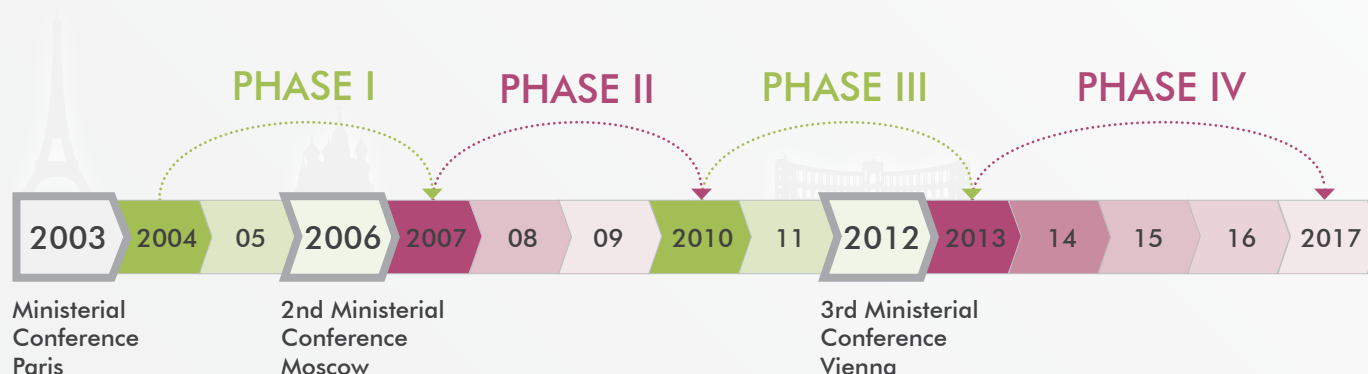 PHASE I
PHASE II
PHASE III
PHASE IV
2003 2004 05 2006 2007 08 09 2010 11 2012 2013 14 15 16 2017
Ministerial
Conference
Paris
2nd Ministerial
Conference
Moscow
3rd Ministerial
Conference
Vienna